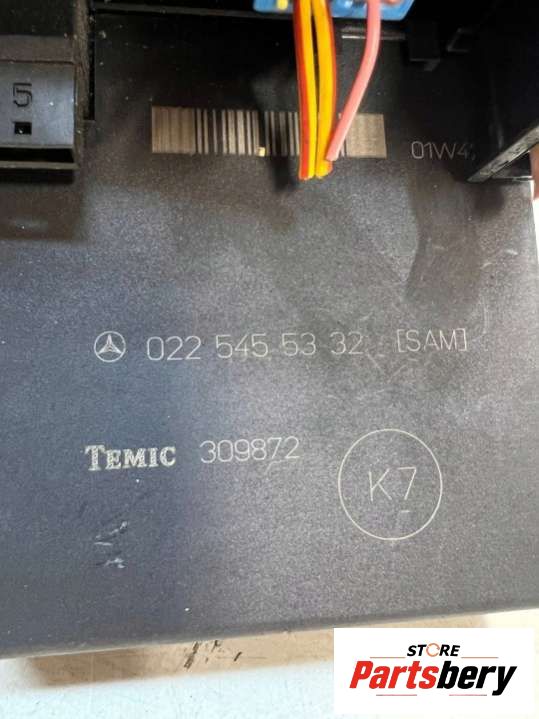 5
01W4
022 545 53 32 [SAM]
TEMIC 309872
K7
STORE
Partsbery